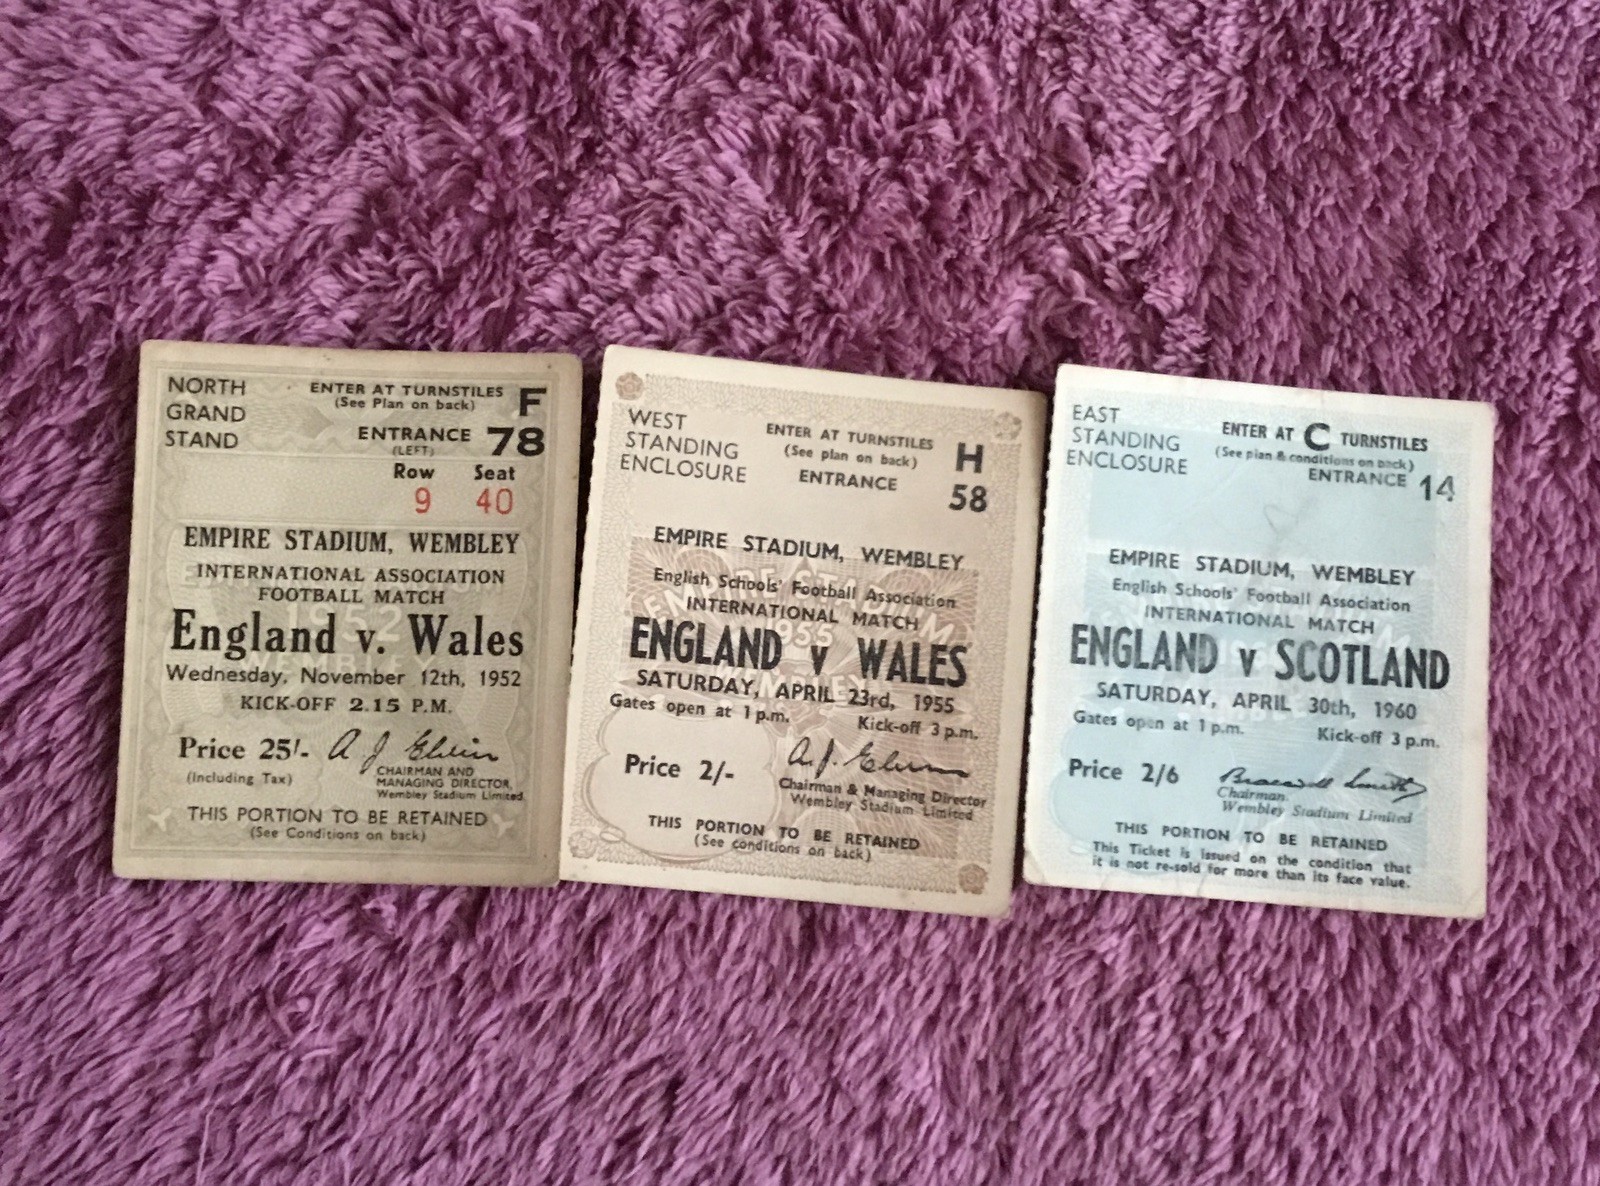 NORTH
GRAND
STAND
ENTER AT TURNSTILES F
(See Plan on back)
ENTRANCE 78
(LEFT)
Row Seat
9 40
EMPIRE STADIUM, WEMBLEY
INTERNATIONAL ASSOCIATION
FOOTBALL MATCH
England v. Wales
Wednesday, November 12th, 1952
KICK-OFF 2.15 P.M.
Price 25/- A J Elvin
(Including Tax)
CHAIRMAN AND
MANAGING DIRECTOR,
Wembley Stadium Limited
THIS PORTION TO BE RETAINED
(See Conditions on back)
WEST
STANDING
ENCLOSURE
ENTER AT TURNSTILES H
(See plan on back)
ENTRANCE 58
EMPIRE STADIUM, WEMBLEY
English Schools' Football Association
INTERNATIONAL MATCH
ENGLAND v WALES
SATURDAY, APRIL 23rd, 1955
Gates open at 1 p.m. Kick-off 3 p.m.
Price 2/- A. J. Elvin
Chairman & Managing Director
Wembley Stadium Limited
THIS PORTION TO BE RETAINED
(See conditions on back)
EAST
STANDING
ENCLOSURE
ENTER AT C TURNSTILES
(See plan & conditions on back)
ENTRANCE 14
EMPIRE STADIUM, WEMBLEY
English Schools' Football Association
INTERNATIONAL MATCH
ENGLAND v SCOTLAND
SATURDAY, APRIL 30th, 1960
Gates open at 1 p.m. Kick-off 3 p.m.
Price 2/6 Bracewell Smith
Chairman.
Wembley Stadium Limited
THIS PORTION TO BE RETAINED
This Ticket is issued on the condition that
it is not re-sold for more than its face value.